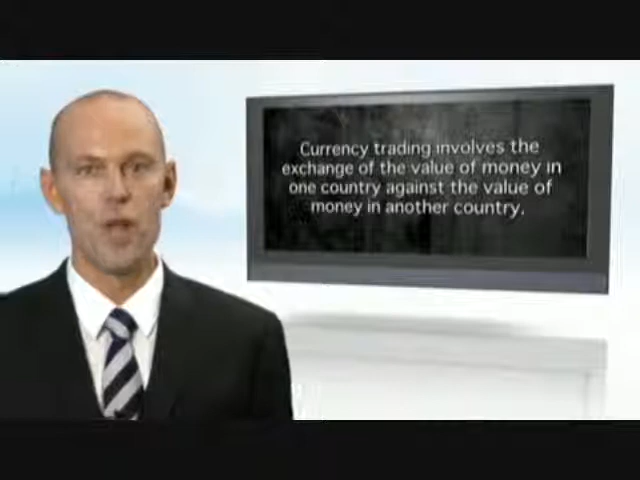 Currency trading involves the
exchange of the value of money in
one country against the value of
money in another country.